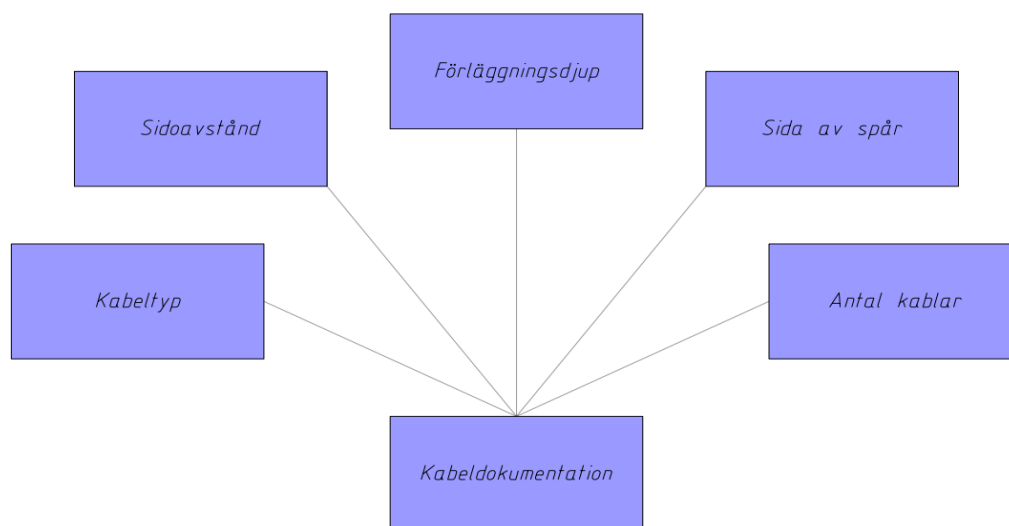 Förläggningsdjup
Sidoavstånd
Sida av spår
Kabeltyp
Antal kablar
Kabeldokumentation